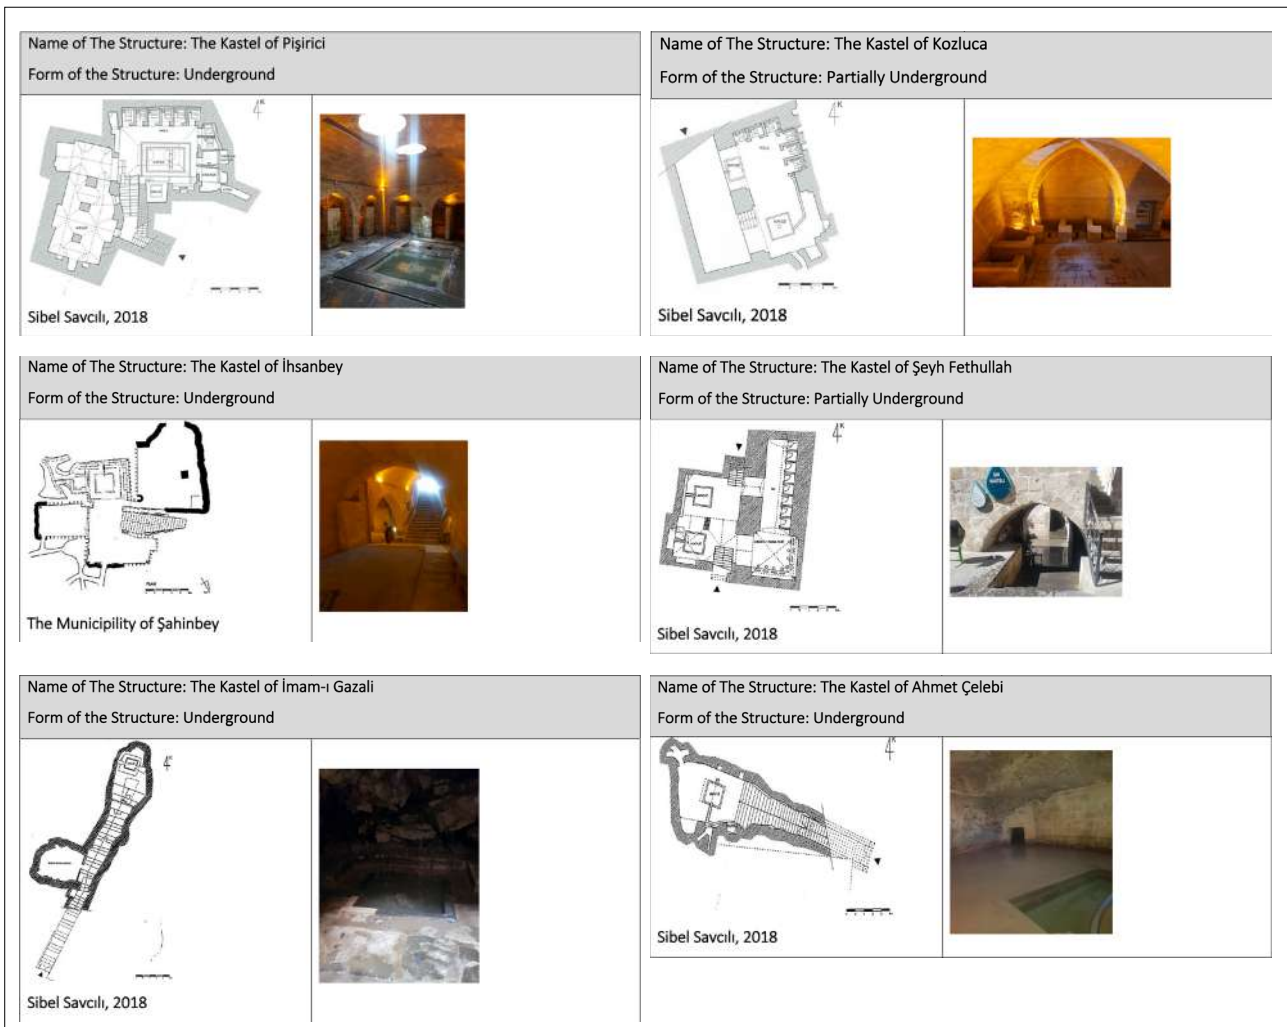 Name of The Structure: The Kastel of Pişirici
Form of the Structure: Underground
Sibel Savcılı, 2018
Name of The Structure: The Kastel of Kozluca
Form of the Structure: Partially Underground
Sibel Savcılı, 2018
Name of The Structure: The Kastel of İhsanbey
Form of the Structure: Underground
The Municipility of Şahinbey
Name of The Structure: The Kastel of Şeyh Fethullah
Form of the Structure: Partially Underground
Sibel Savcılı, 2018
Name of The Structure: The Kastel of İmam-ı Gazali
Form of the Structure: Underground
Sibel Savcılı, 2018
Name of The Structure: The Kastel of Ahmet Çelebi
Form of the Structure: Underground
Sibel Savcılı, 2018